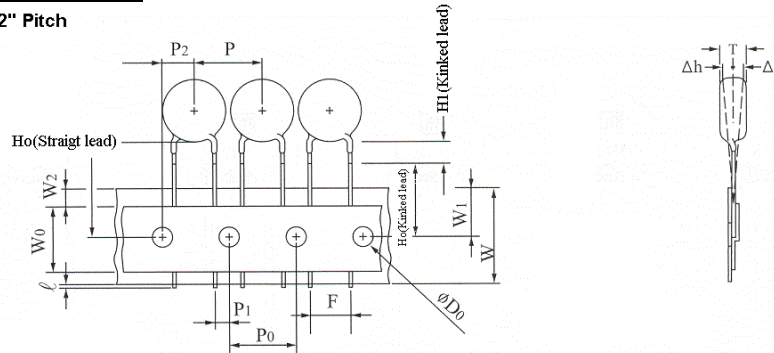 2" Pitch
P2
P
T
Δh
Δ
H1(Kinked lead)
Ho(Straigt lead)
W2
W0
Ho(Kinked lead)
W1
W
ℓ
P1
F
øD0
P0